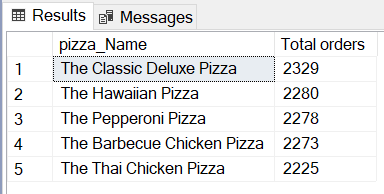 Results Messages
pizza_Name Total orders
1 The Classic Deluxe Pizza 2329
2 The Hawaiian Pizza 2280
3 The Pepperoni Pizza 2278
4 The Barbecue Chicken Pizza 2273
5 The Thai Chicken Pizza 2225